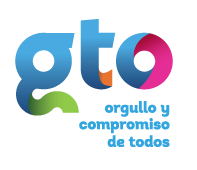 gto
orgullo y
compromiso
de todos